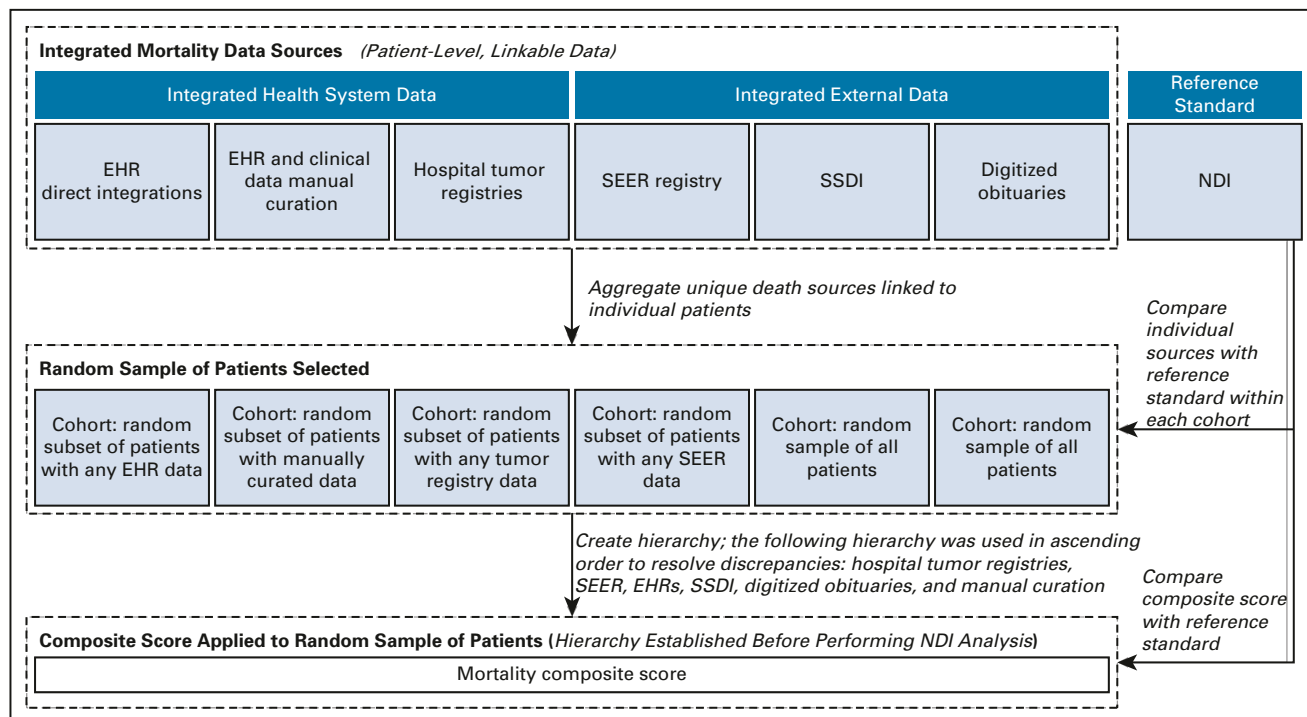 Integrated Mortality Data Sources (Patient-Level, Linkable Data)
Integrated Health System Data
Integrated External Data
Reference
Standard
EHR
direct integrations
EHR and clinical
data manual
curation
Hospital tumor
registries
SEER registry
SSDI
Digitized
obituaries
NDI
Aggregate unique death sources linked to
individual patients
Compare
individual
sources with
reference
standard within
each cohort
Random Sample of Patients Selected
Cohort: random
subset of patients
with any EHR data
Cohort: random
subset of patients
with manually
curated data
Cohort: random
subset of patients
with any tumor
registry data
Cohort: random
subset of patients
with any SEER
data
Cohort: random
sample of all
patients
Cohort: random
sample of all
patients
Create hierarchy; the following hierarchy was used in ascending
order to resolve discrepancies: hospital tumor registries,
SEER, EHRs, SSDI, digitized obituaries, and manual curation
Compare
composite score
with reference
standard
Composite Score Applied to Random Sample of Patients (Hierarchy Established Before Performing NDI Analysis)
Mortality composite score